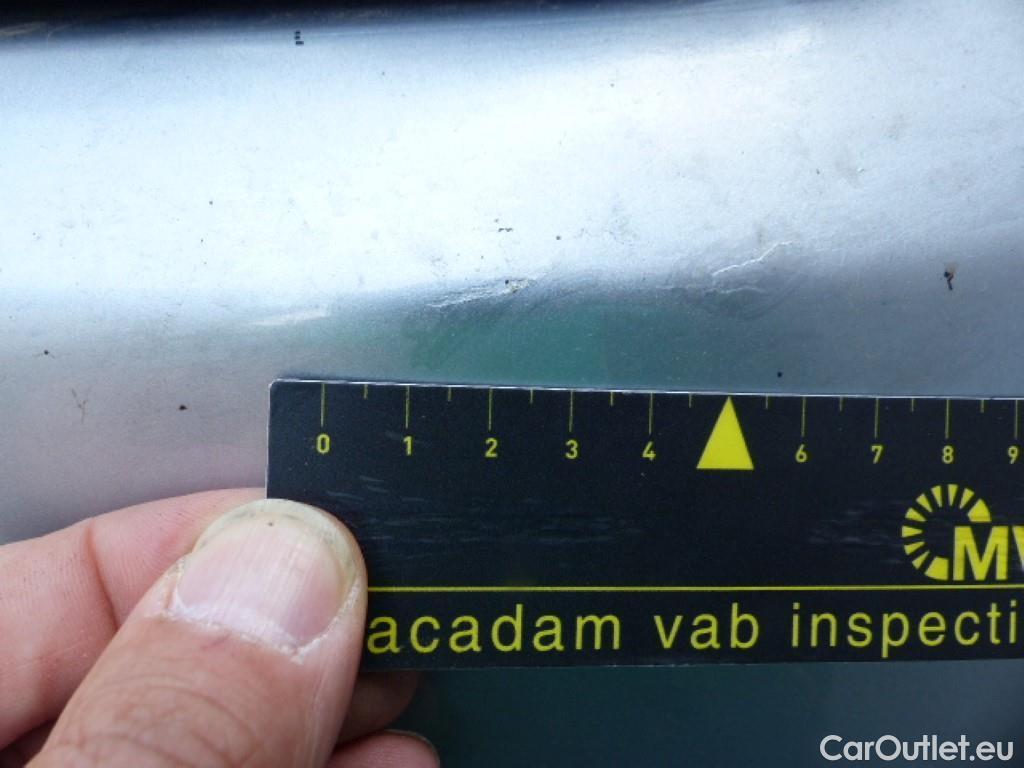 0 1 2 3 4 6 7 8 9
MV
acadam vab inspecti
CarOutlet.eu